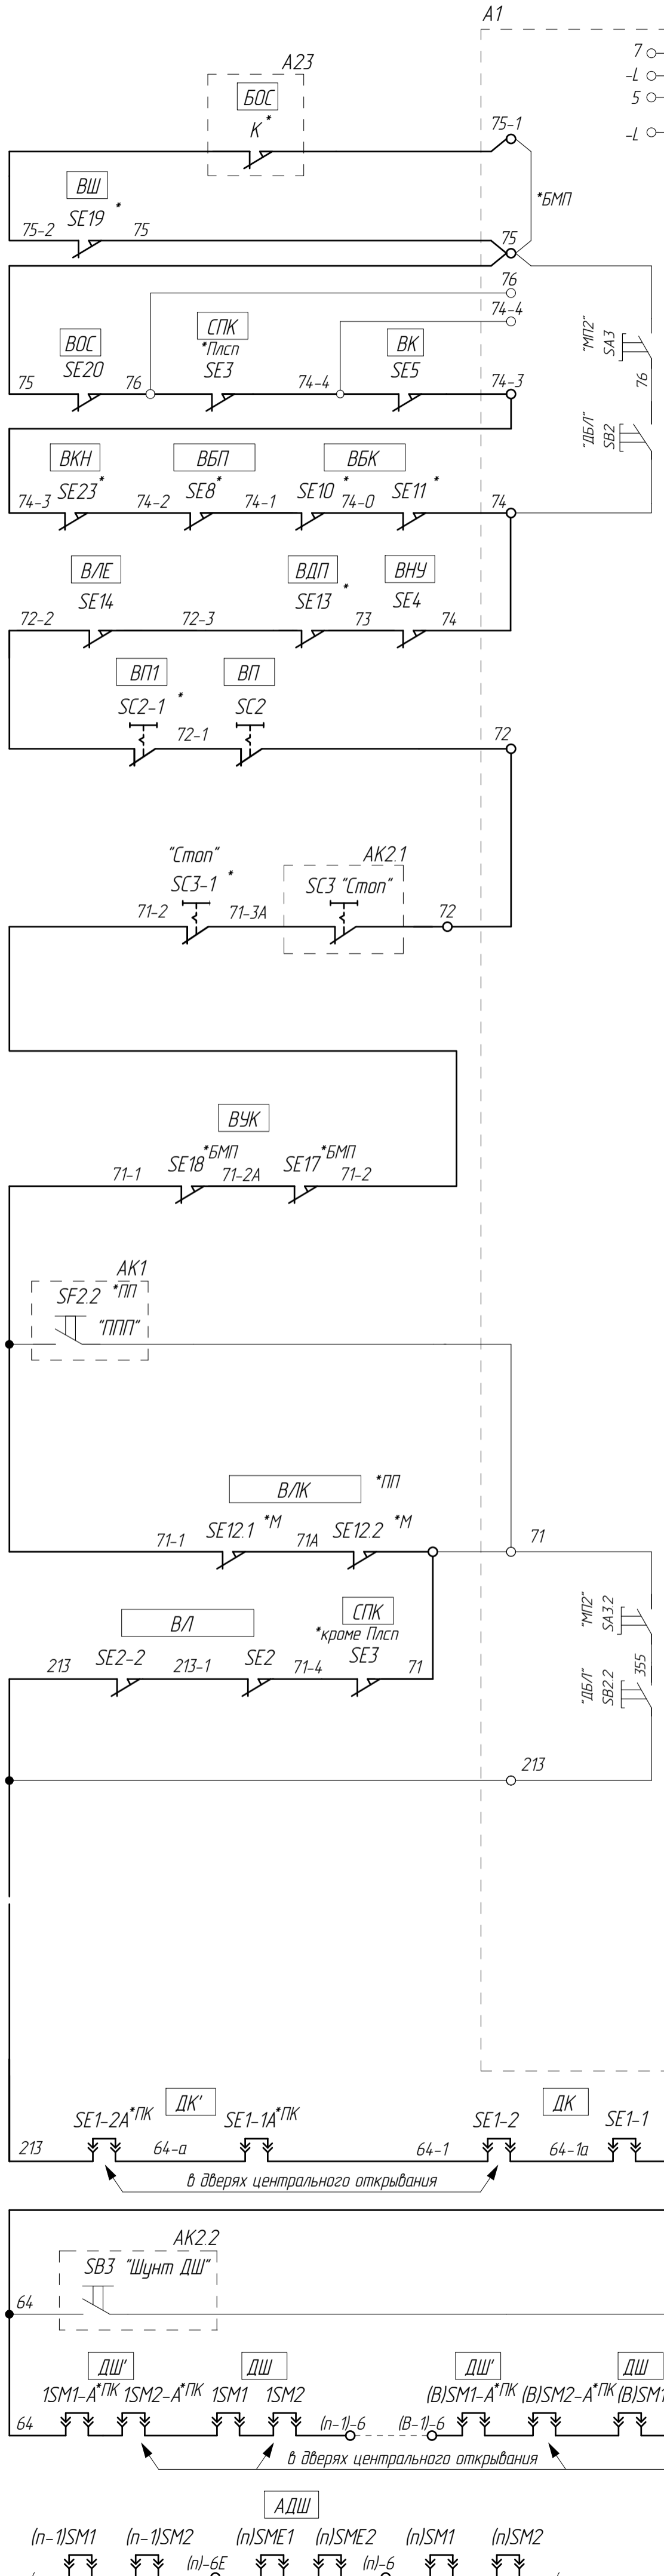 A1
7
-L
5
-L
A23
БОС
К*
75-1
*БМП
ВШ
SE19 *
75-2
75
75
76
74-4
ВОС
SE20
СПК
*Плсп
SE3
ВК
SE5
75
76
74-4
74-3
"МП2"
SA3
76
"ДБЛ"
SB2
ВКН
SE23*
ВБП
SE8*
ВБК
SE10 *
SE11 *
74-3
74-2
74-1
74-0
74
ВЛЕ
SE14
ВДП
SE13 *
ВНУ
SE4
72-2
72-3
73
74
ВП1
SC2-1 *
ВП
SC2
72-1
72
"Стоп"
SC3-1 *
АК2.1
SC3 "Стоп"
71-2
71-3А
72
ВУК
SE18*БМП
SE17*БМП
71-1
71-2А
71-2
АК1
SF2.2 *ПП
"ППП"
ВЛК *ПП
SE12.1 *М
SE12.2 *М
71-1
71А
71
ВЛ
СПК
*кроме Плсп
SE2-2
SE2
SE3
213
213-1
71-4
71
"МП2"
SA3.2
355
"ДБЛ"
SB2.2
213
ДК'
ДК
SE1-2А*ПК
SE1-1А*ПК
SE1-2
SE1-1
213
64-а
64-1
64-1а
в дверях центрального открывания
АК2.2
SB3 "Шунт ДШ"
64
ДШ'
ДШ
ДШ'
ДШ
1SM1-А*ПК
1SM2-А*ПК
1SM1
1SM2
(В)SM1-А*ПК
(В)SM2-А*ПК
(В)SM1
64
(п-1)-6
(В-1)-6
в дверях центрального открывания
АДШ
(п-1)SM1
(п-1)SM2
(п)SME1
(п)SME2
(п)SM1
(п)SM2
(п)-6Е
(п)-6